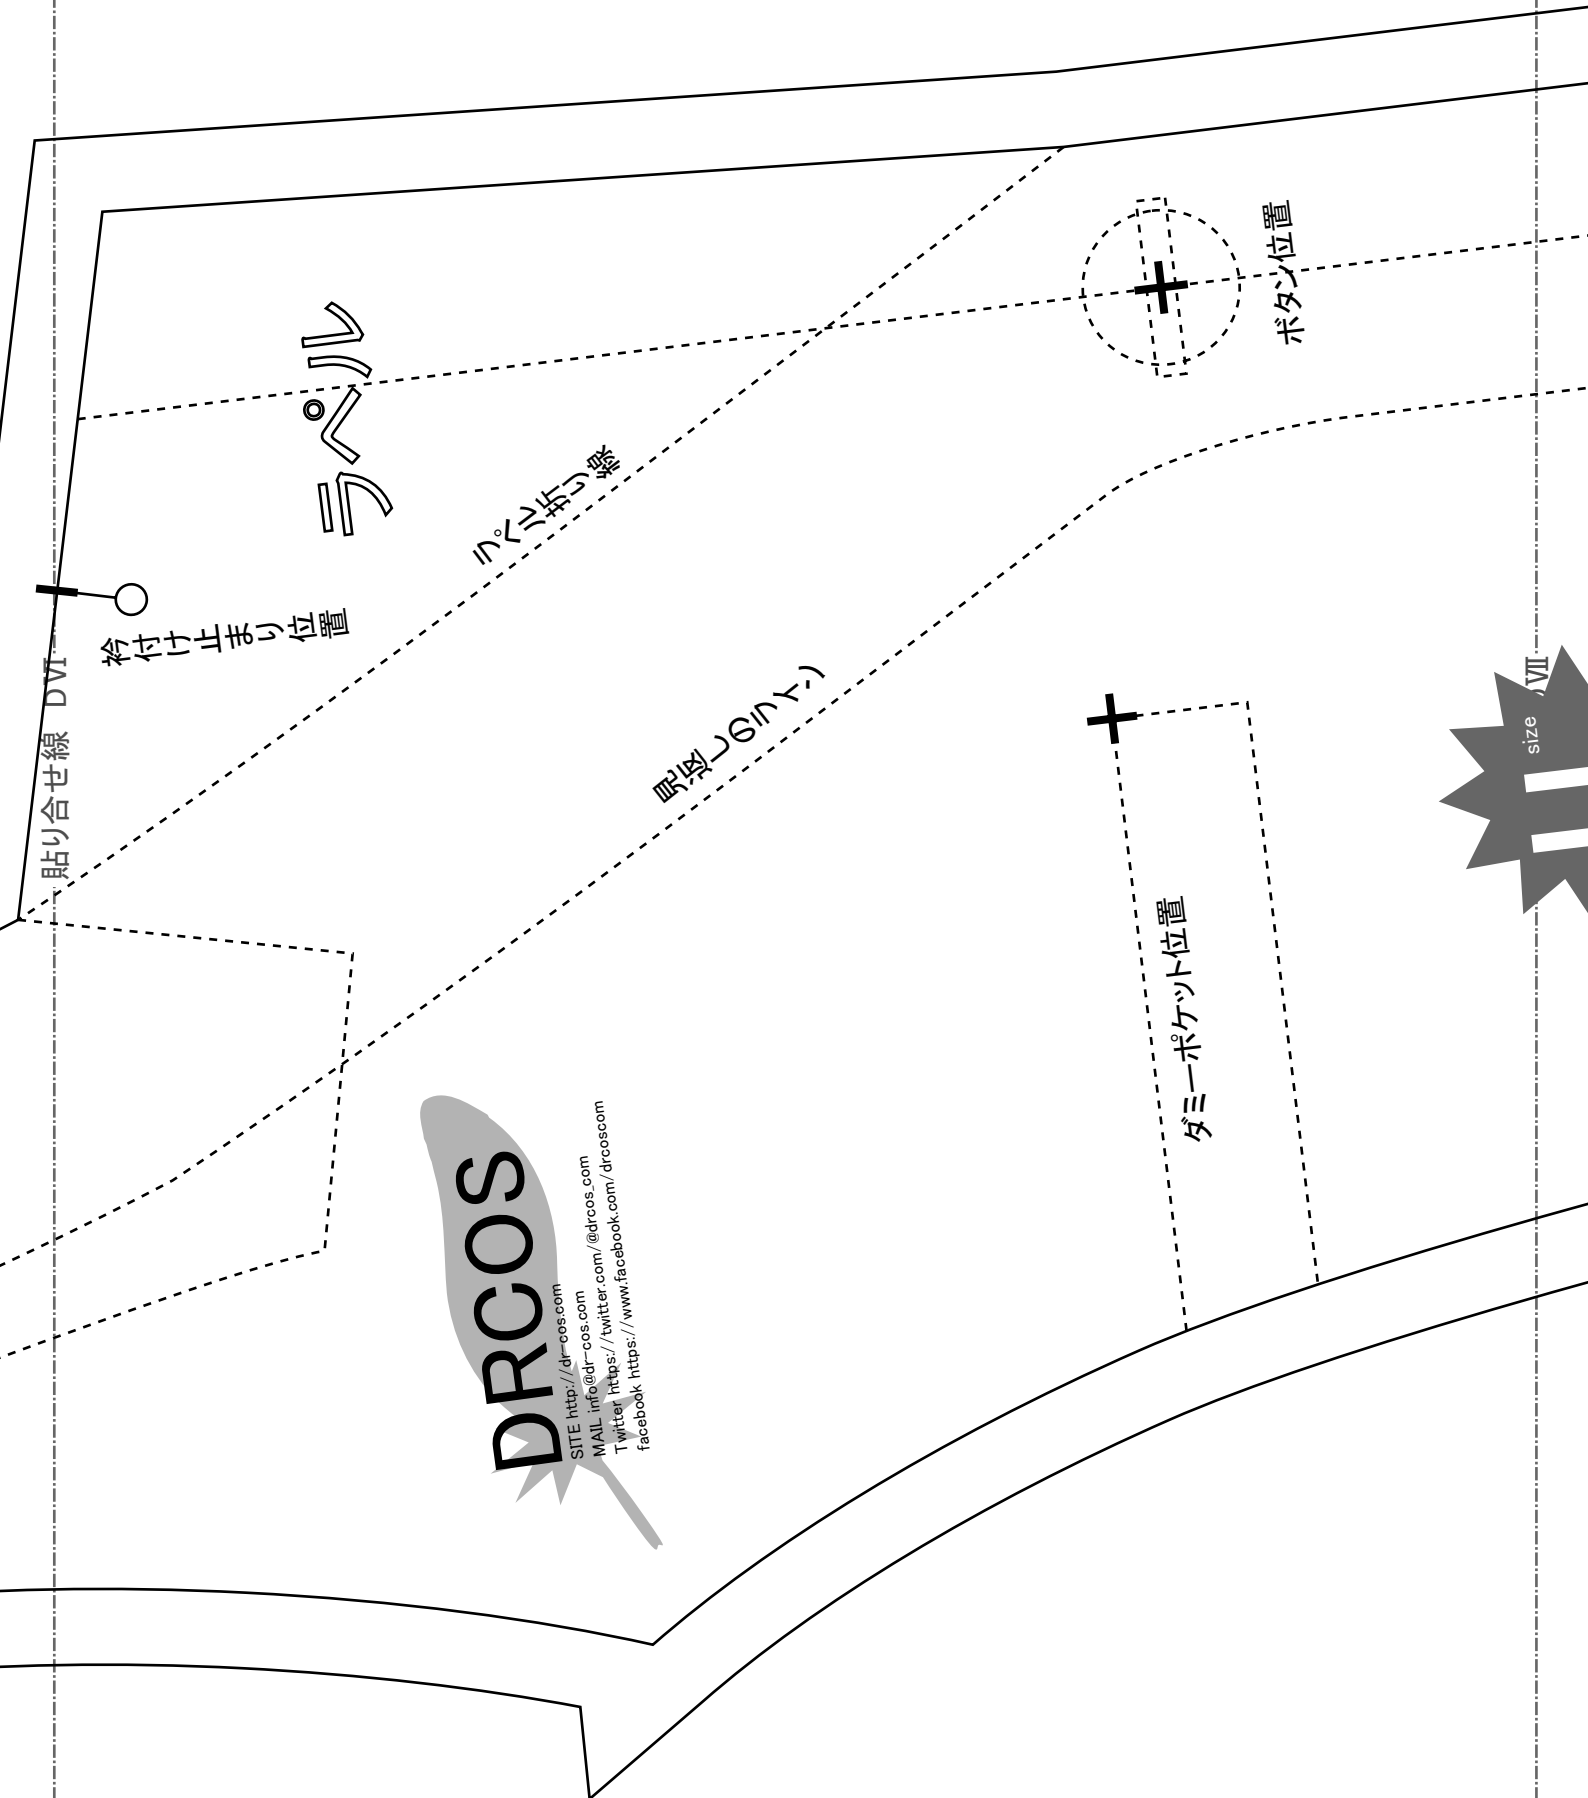 ラペル
ボタン位置
ラペル折り線
衿付け止まり位置
貼り合せ線 DⅥ
見返しのライン
Ⅶ
size
ダミーポケット位置
DRCOS
SITE http://dr-cos.com
MAIL info@dr-cos.com
Twitter https://twitter.com/@drcos_com
facebook https://www.facebook.com/drcoscom